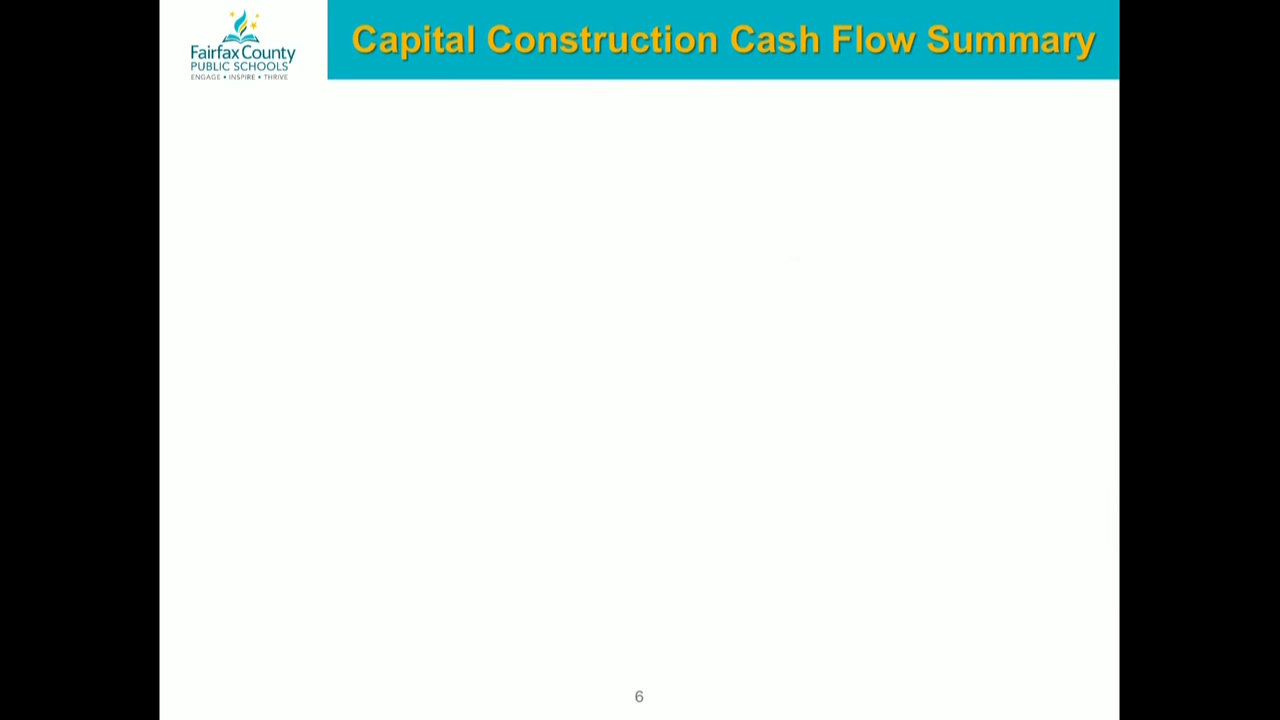 Fairfax County
PUBLIC SCHOOLS
ENGAGE • INSPIRE • THRIVE
Capital Construction Cash Flow Summary
6